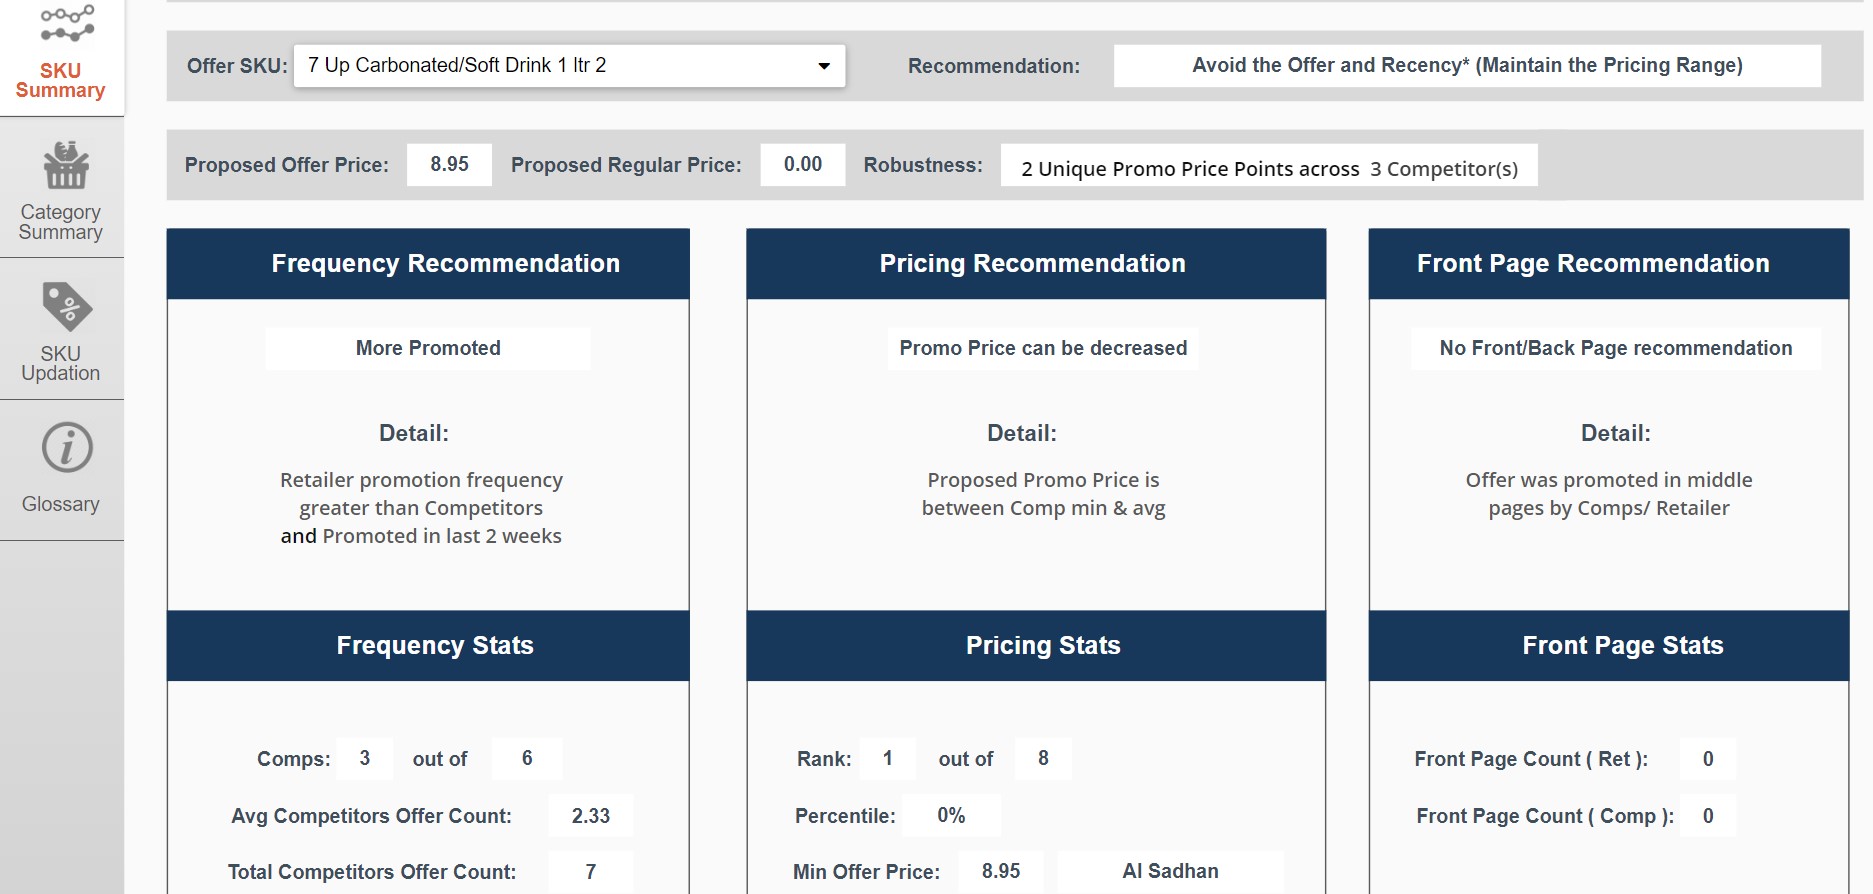 SKU
Summary
Category
Summary
SKU
Updation
Glossary
Offer SKU: 7 Up Carbonated/Soft Drink 1 ltr 2
Recommendation: Avoid the Offer and Recency* (Maintain the Pricing Range)
Proposed Offer Price: 8.95 Proposed Regular Price: 0.00 Robustness: 2 Unique Promo Price Points across 3 Competitor(s)
Frequency Recommendation
More Promoted
Detail:
Retailer promotion frequency
greater than Competitors
and Promoted in last 2 weeks
Frequency Stats
Comps: 3 out of 6
Avg Competitors Offer Count: 2.33
Total Competitors Offer Count: 7
Pricing Recommendation
Promo Price can be decreased
Detail:
Proposed Promo Price is
between Comp min & avg
Pricing Stats
Rank: 1 out of 8
Percentile: 0%
Min Offer Price: 8.95 Al Sadhan
Front Page Recommendation
No Front/Back Page recommendation
Detail:
Offer was promoted in middle
pages by Comps/ Retailer
Front Page Stats
Front Page Count ( Ret ): 0
Front Page Count ( Comp ): 0